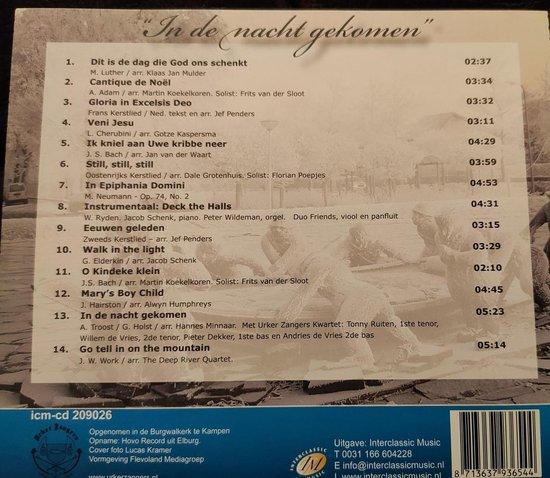 "In de nacht gekomen"
1. Dit is de dag die God ons schenkt 02:37
M. Luther / arr. Klaas Jan Mulder
2. Cantique de Noël 03:34
A. Adam / arr. Martin Koekelkoren. Solist: Frits van der Sloot
3. Gloria in Excelsis Deo 03:32
Frans Kerstlied / Ned. tekst en arr. Jef Penders
4. Veni Jesu 03:11
L. Cherubini / arr. Gotze Kaspersma
5. Ik kniel aan Uwe kribbe neer 04:29
J. S. Bach / arr. Jan van der Waart
6. Still, still, still 03:59
Oostenrijks Kerstlied / arr. Dale Grotenhuis. Solist: Florian Poepjes
7. In Epiphania Domini 04:53
M. Neumann - Op. 74, No. 2
8. Instrumentaal: Deck the Halls 04:31
W. Ryden. Jacob Schenk, piano. Peter Wildeman, orgel. Duo Friends, viool en panfluit
9. Eeuwen geleden 03:15
Zweeds Kerstlied – arr. Jef Penders
10. Walk in the light 03:29
G. Elderkin / arr. Jacob Schenk
11. O Kindeke klein 02:10
J.S. Bach / arr. Martin Koekelkoren. Solist: Frits van der Sloot
12. Mary's Boy Child 04:45
J. Hairston / arr. Alwyn Humphreys
13. In de nacht gekomen 05:23
A. Troost / G. Holst / arr. Hannes Minnaar. Met Urker Zangers Kwartet: Tonny Ruiten, 1ste tenor,
Willem de Vries, 2de tenor, Pieter Dekker, 1ste bas en Andries de Vries 2de bas
14. Go tell in on the mountain 05:14
J. W. Work / arr. The Deep River Quartet.
icm-cd 209026
Urker Zangers
Opgenomen in de Burgwalkerk te Kampen
Opname: Hovo Record uit Elburg.
Cover foto Lucas Kramer
Vormgeving Flevoland Mediagroep
www.urkerzangers.nl
INTERCLASSIC
Uitgave: Interclassic Music
T 0031 166 604228
E info@interclassicmusic.nl
I www.interclassicmusic.nl
8 713637 936544